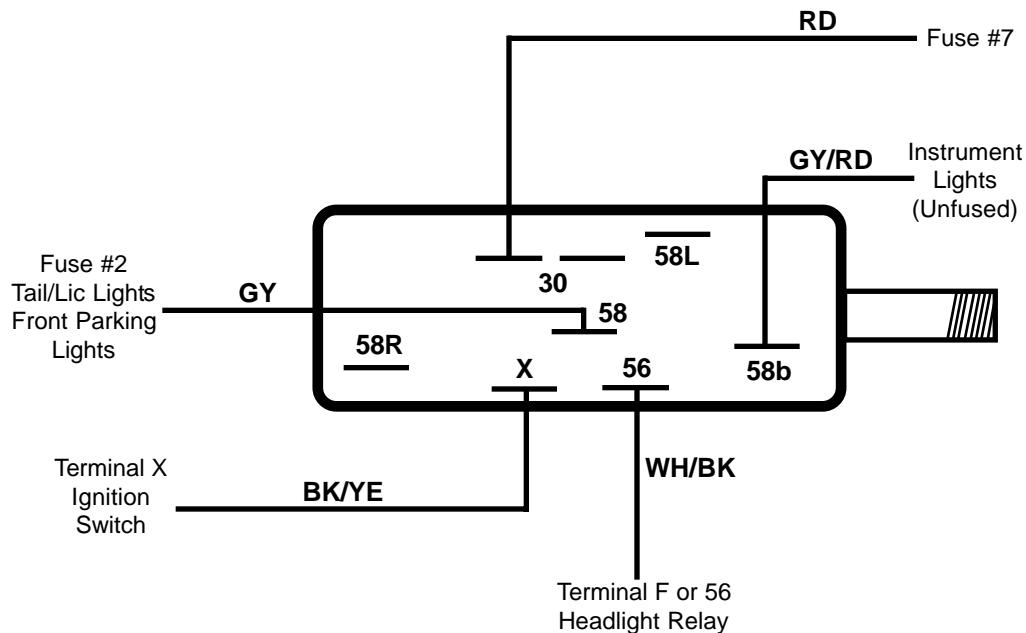 RD
Fuse #7
GY/RD
Instrument
Lights
(Unfused)
58L
30
Fuse #2
Tail/Lic Lights
Front Parking
Lights
GY
58
58R
X
56
58b
Terminal X
Ignition
Switch
BK/YE
WH/BK
Terminal F or 56
Headlight Relay